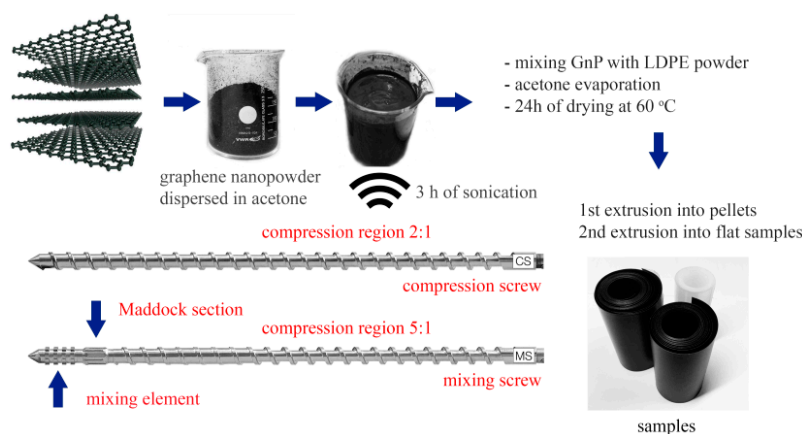 - mixing GnP with LDPE powder
- acetone evaporation
- 24h of drying at 60 °C
graphene nanopowder
dispersed in acetone
3 h of sonication
1st extrusion into pellets
2nd extrusion into flat samples
compression region 2:1
CS
compression screw
Maddock section
compression region 5:1
MS
mixing screw
mixing element
samples